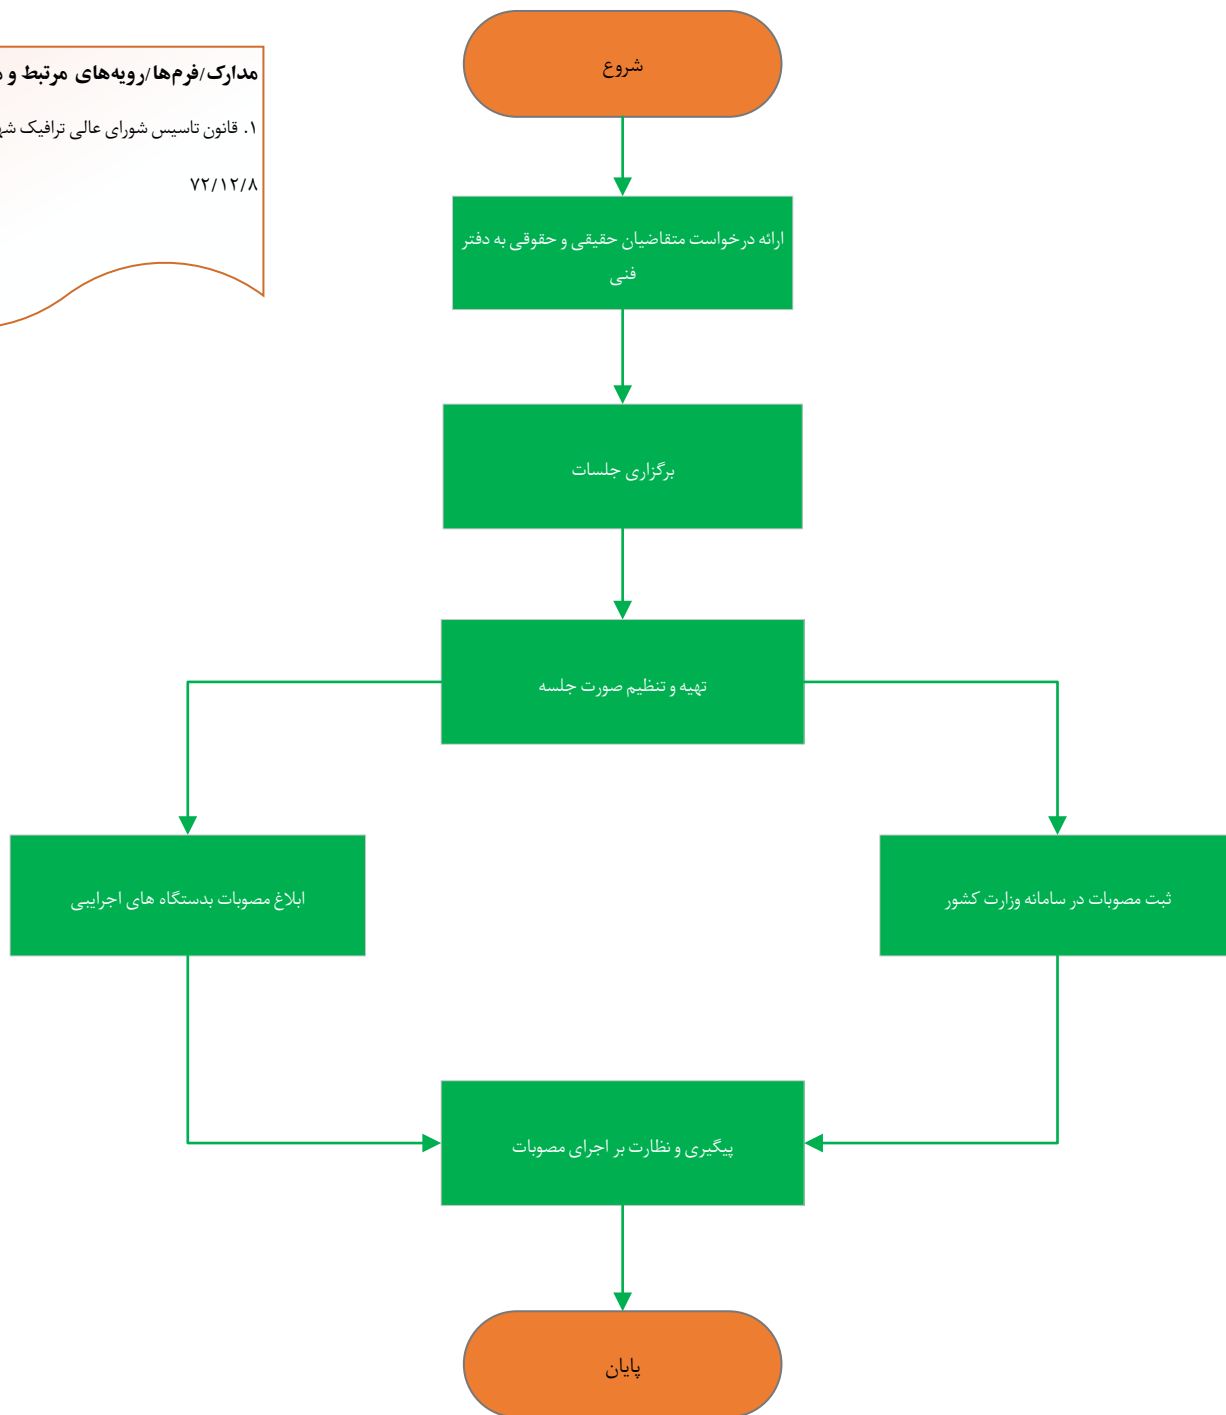 شروع
مدارک/فرم‌ها/رویه‌های مرتبط و
۱. قانون تاسیس شورای عالی ترافیک
۷۲/۱۲/۸
ارائه درخواست متقاضیان حقیقی و حقوقی به دفتر
فنی
برگزاری جلسات
تهیه و تنظیم صورت جلسه
ثبت مصوبات در سامانه وزارت کشور
ابلاغ مصوبات بدستگاه های اجرایبی
پیگیری و نظارت بر اجرای مصوبات
پایان